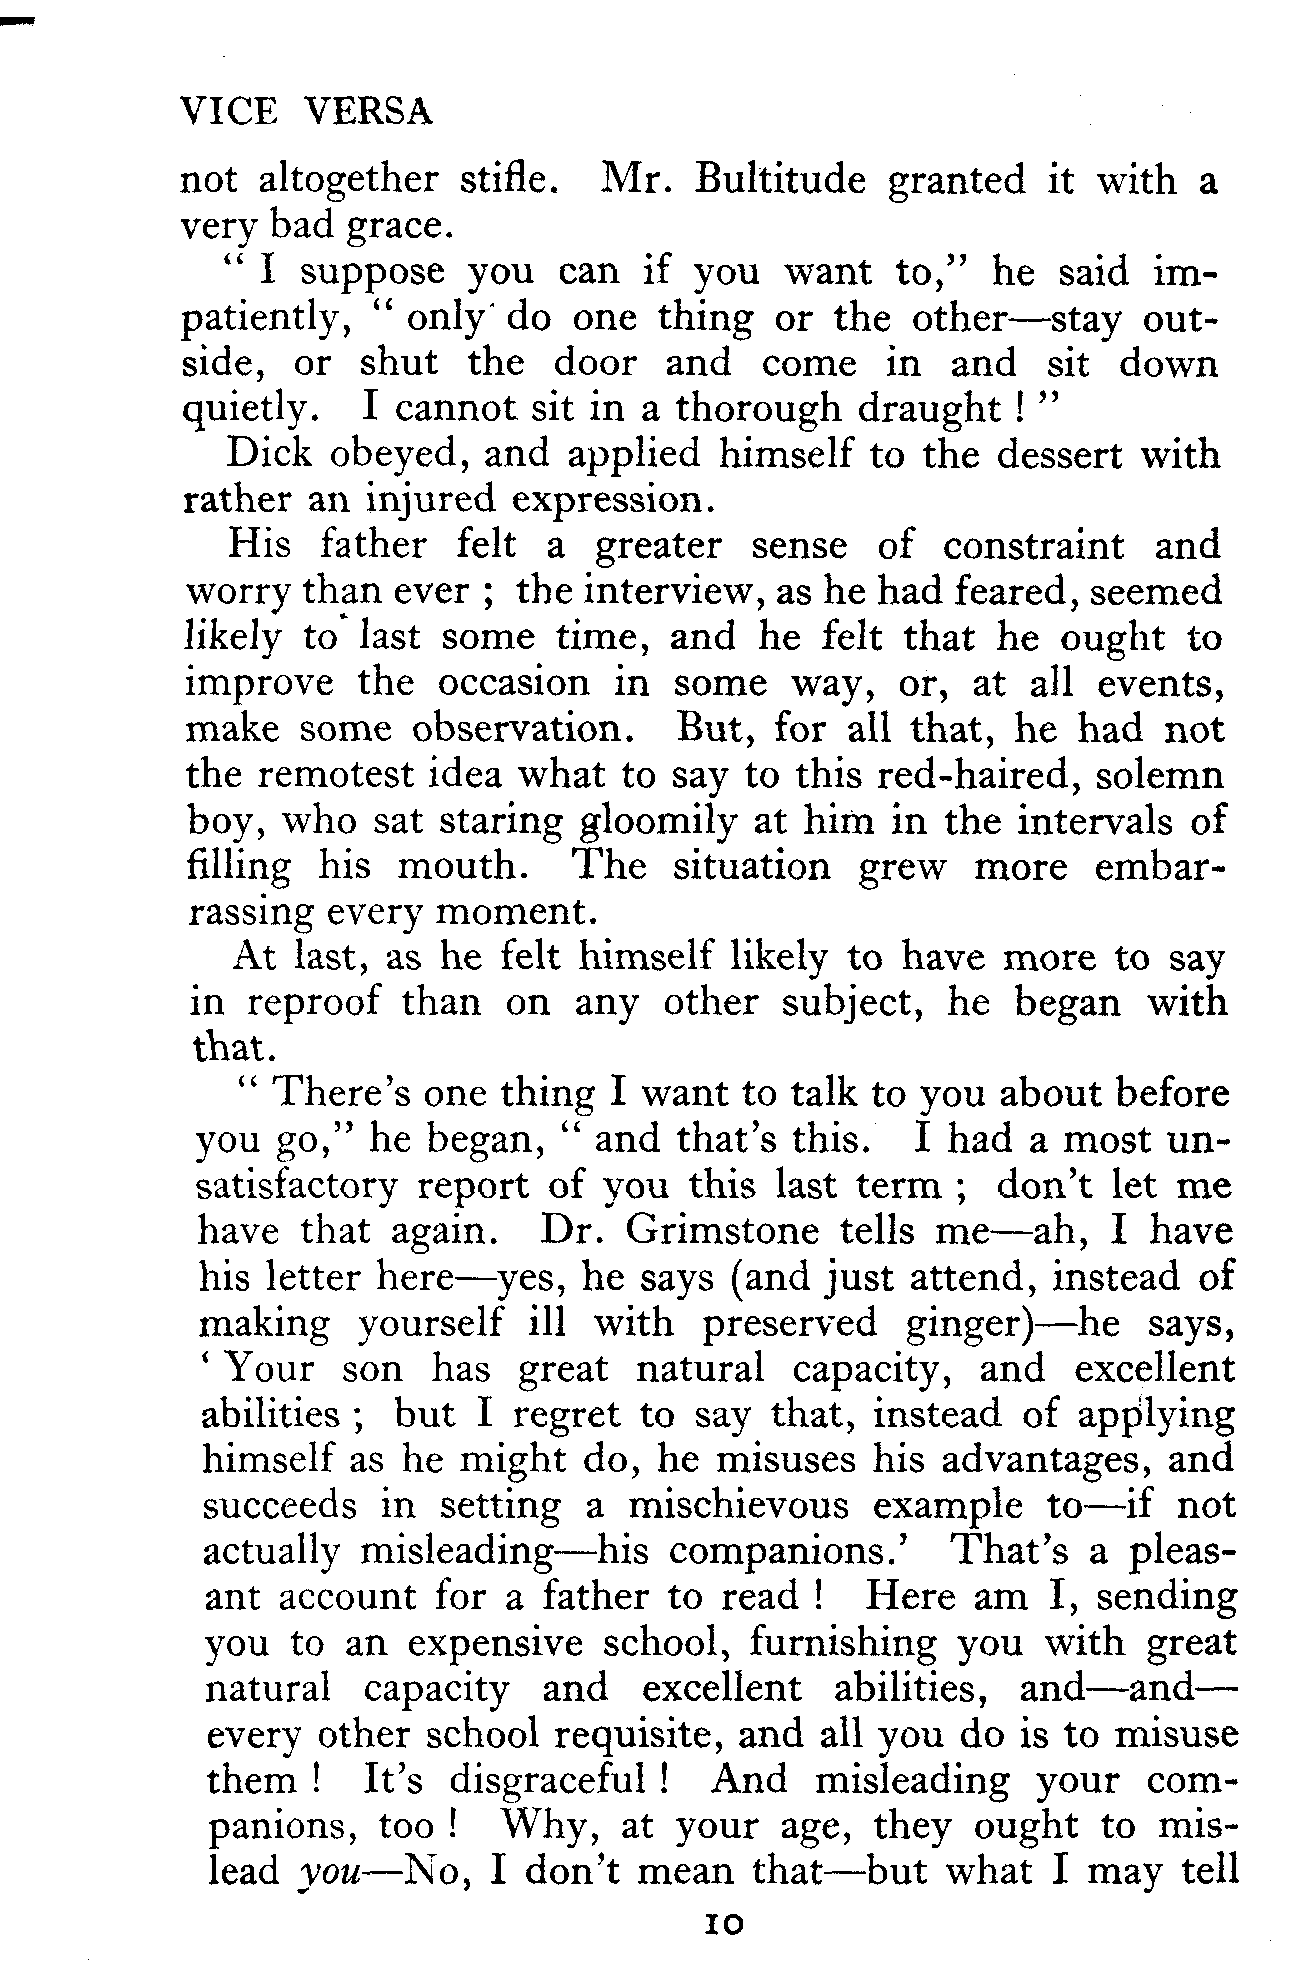 VICE VERSA
not altogether stifle. Mr. Bultitude granted it with a
very bad grace.
“ I suppose you can if you want to,” he said im-
patiently, “ only do one thing or the other—stay out-
side, or shut the door and come in and sit down
quietly. I cannot sit in a thorough draught ! ”
Dick obeyed, and applied himself to the dessert with
rather an injured expression.
His father felt a greater sense of constraint and
worry than ever ; the interview, as he had feared, seemed
likely to last some time, and he felt that he ought to
improve the occasion in some way, or, at all events,
make some observation. But, for all that, he had not
the remotest idea what to say to this red-haired, solemn
boy, who sat staring gloomily at him in the intervals of
filling his mouth. The situation grew more embar-
rassing every moment.
At last, as he felt himself likely to have more to say
in reproof than on any other subject, he began with
that.
“ There’s one thing I want to talk to you about before
you go,” he began, “ and that’s this. I had a most un-
satisfactory report of you this last term ; don’t let me
have that again. Dr. Grimstone tells me—ah, I have
his letter here—yes, he says (and just attend, instead of
making yourself ill with preserved ginger)—he says,
‘ Your son has great natural capacity, and excellent
abilities ; but I regret to say that, instead of applying
himself as he might do, he misuses his advantages, and
succeeds in setting a mischievous example to—if not
actually misleading—his companions.’ That’s a pleas-
ant account for a father to read ! Here am I, sending
you to an expensive school, furnishing you with great
natural capacity and excellent abilities, and—and—
every other school requisite, and all you do is to misuse
them ! It’s disgraceful ! And misleading your com-
panions, too ! Why, at your age, they ought to mis-
lead you—No, I don’t mean that—but what I may tell
10